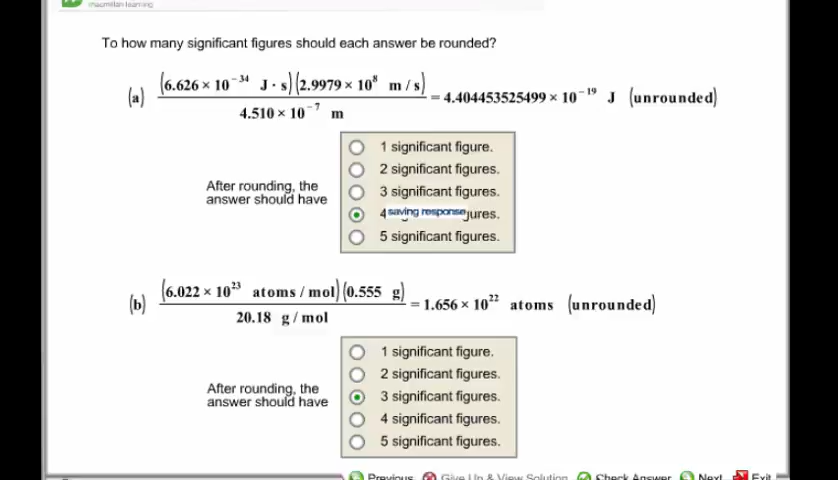 macmillan learning
To how many significant figures should each answer be rounded?
(a) (6.626 × 10⁻³⁴ J · s)(2.9979 × 10⁸ m / s) / 4.510 × 10⁻⁷ m = 4.404453525499 × 10⁻¹⁹ J (unrounded)
1 significant figure.
2 significant figures.
After rounding, the
answer should have
3 significant figures.
4 saving response gures.
5 significant figures.
(b) (6.022 × 10²³ atoms / mol)(0.555 g) / 20.18 g / mol = 1.656 × 10²² atoms (unrounded)
1 significant figure.
2 significant figures.
After rounding, the
answer should have
3 significant figures.
4 significant figures.
5 significant figures.
Previous Give Up & View Solution Check Answer Next Exit